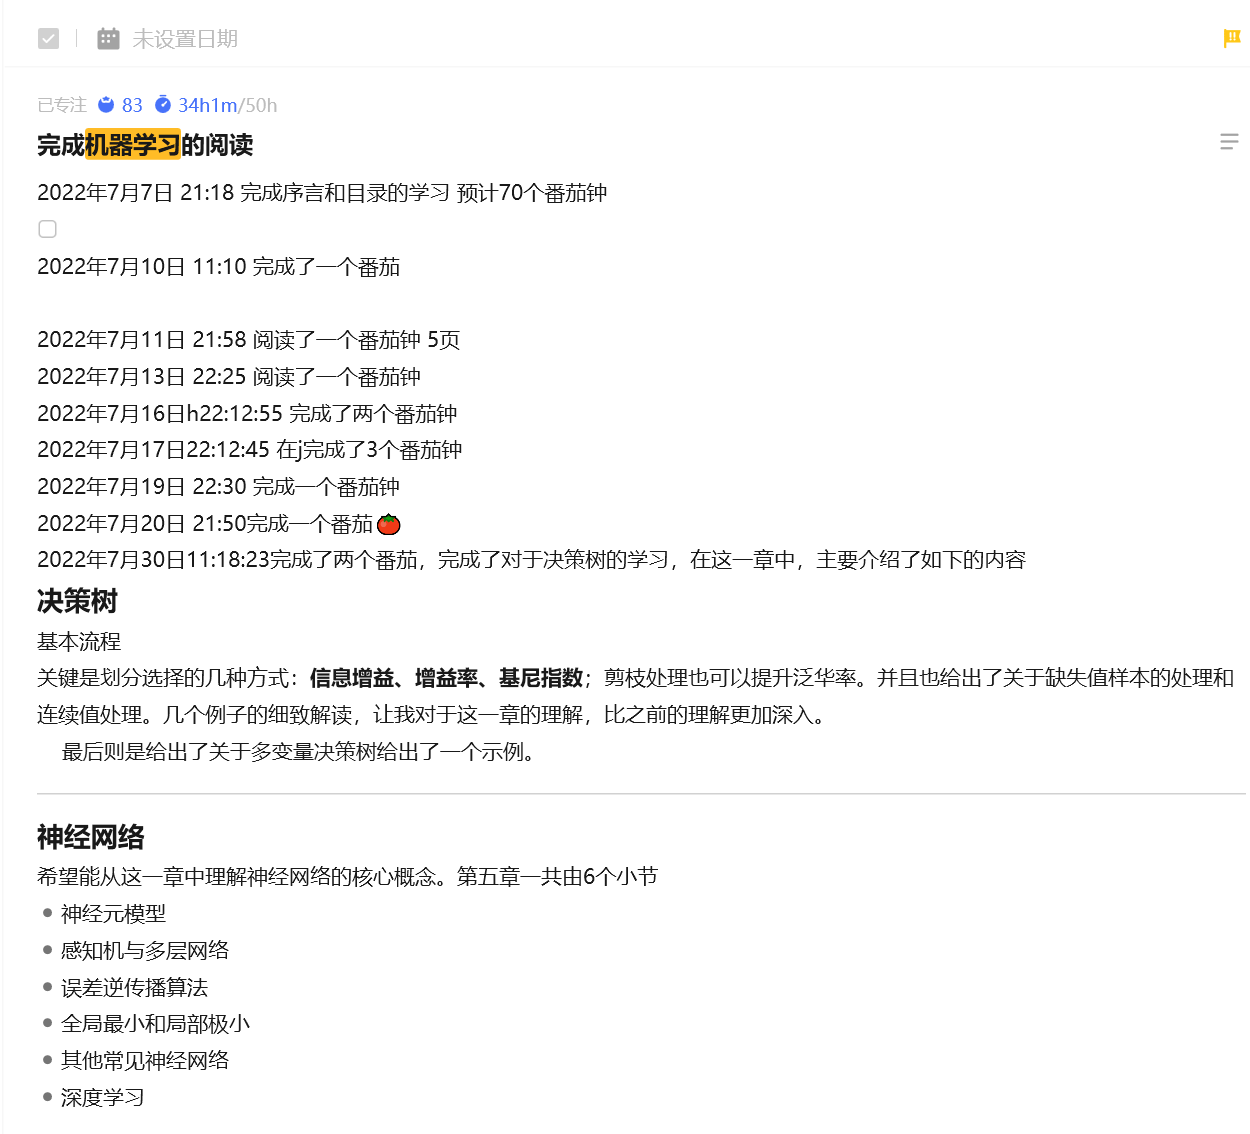 未设置日期
已专注 83 34h1m/50h
完成机器学习的阅读
2022年7月7日 21:18 完成序言和目录的学习 预计70个番茄钟
2022年7月10日 11:10 完成了一个番茄
2022年7月11日 21:58 阅读了一个番茄钟 5页
2022年7月13日 22:25 阅读了一个番茄钟
2022年7月16日h22:12:55 完成了两个番茄钟
2022年7月17日22:12:45 在j完成了3个番茄钟
2022年7月19日 22:30 完成一个番茄钟
2022年7月20日 21:50完成一个番茄🍅
2022年7月30日11:18:23完成了两个番茄，完成了对于决策树的学习，在这一章中，主要介绍了如下的内容
决策树
基本流程
关键是划分选择的几种方式：信息增益、增益率、基尼指数；剪枝处理也可以提升泛华率。并且也给出了关于缺失值样本的处理和
连续值处理。几个例子的细致解读，让我对于这一章的理解，比之前的理解更加深入。
最后则是给出了关于多变量决策树给出了一个示例。
神经网络
希望能从这一章中理解神经网络的核心概念。第五章一共由6个小节
• 神经元模型
• 感知机与多层网络
• 误差逆传播算法
• 全局最小和局部极小
• 其他常见神经网络
• 深度学习